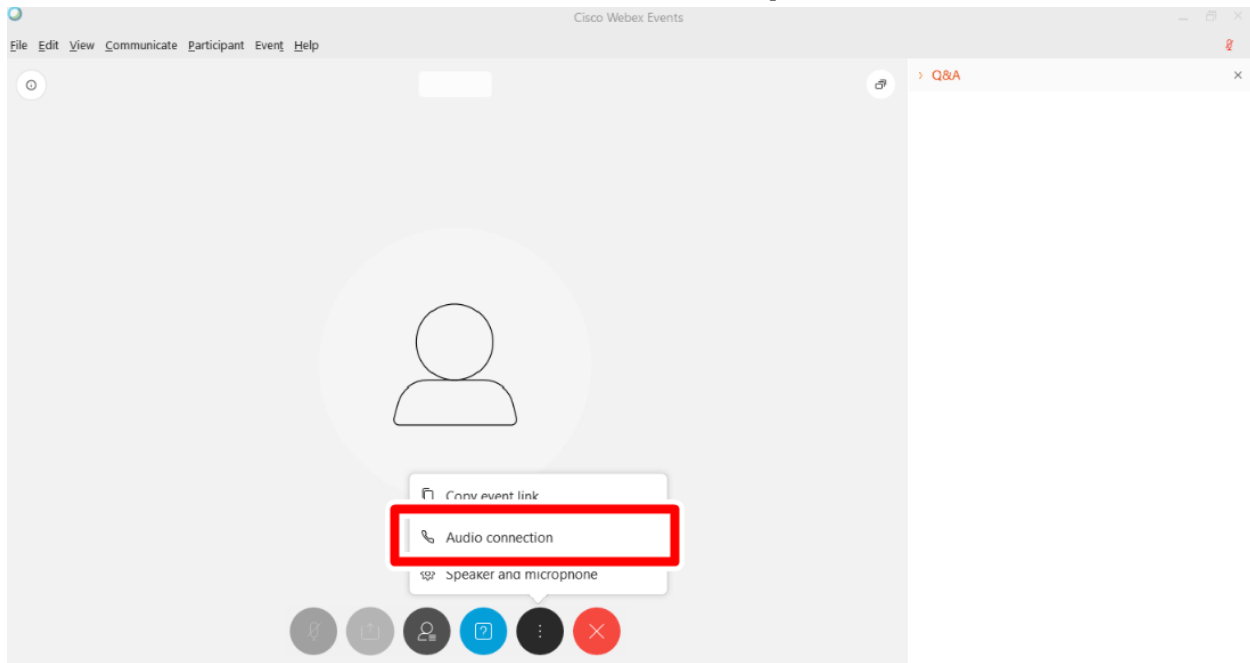 Cisco Webex Events
File Edit View Communicate Participant Event Help
Q&A
Copy event link
Audio connection
Speaker and microphone